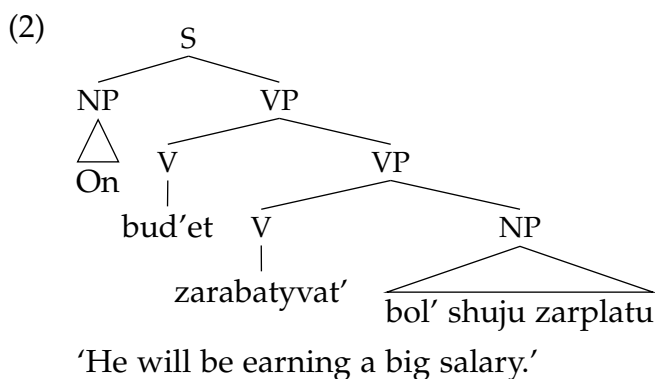 (2)
S
NP VP
On V VP
bud’et V NP
zarabatyvat’ bol’ shuju zarplatu
‘He will be earning a big salary.’